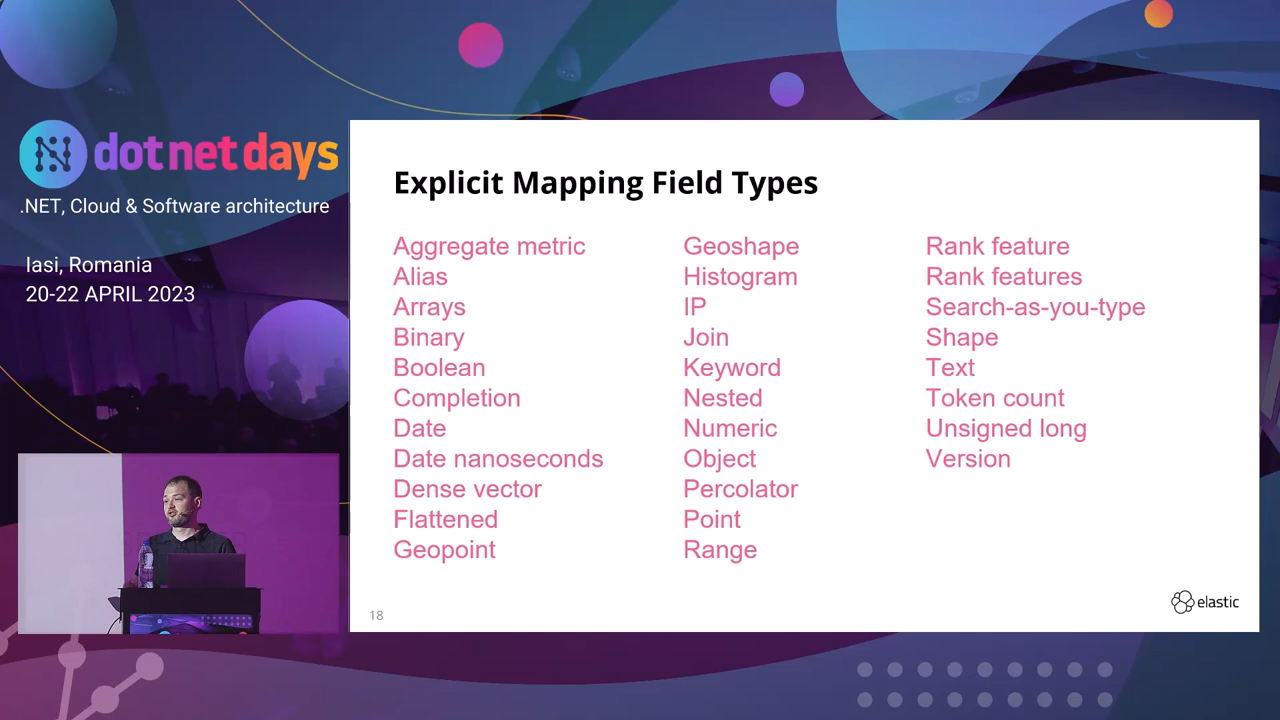 dotnetdays
.NET, Cloud & Software architecture
Iasi, Romania
20-22 APRIL 2023
Explicit Mapping Field Types
Aggregate metric
Alias
Arrays
Binary
Boolean
Completion
Date
Date nanoseconds
Dense vector
Flattened
Geopoint
Geoshape
Histogram
IP
Join
Keyword
Nested
Numeric
Object
Percolator
Point
Range
Rank feature
Rank features
Search-as-you-type
Shape
Text
Token count
Unsigned long
Version
18
elastic